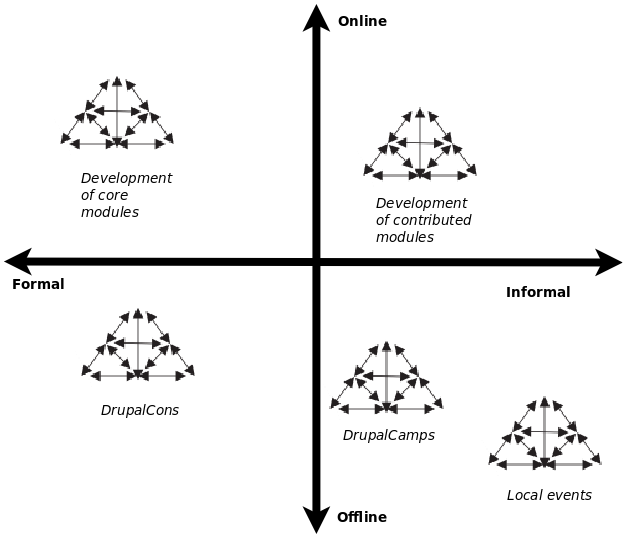 Online
Development
of core
modules
Development
of contributed
modules
Formal
Informal
DrupalCons
DrupalCamps
Local events
Offline